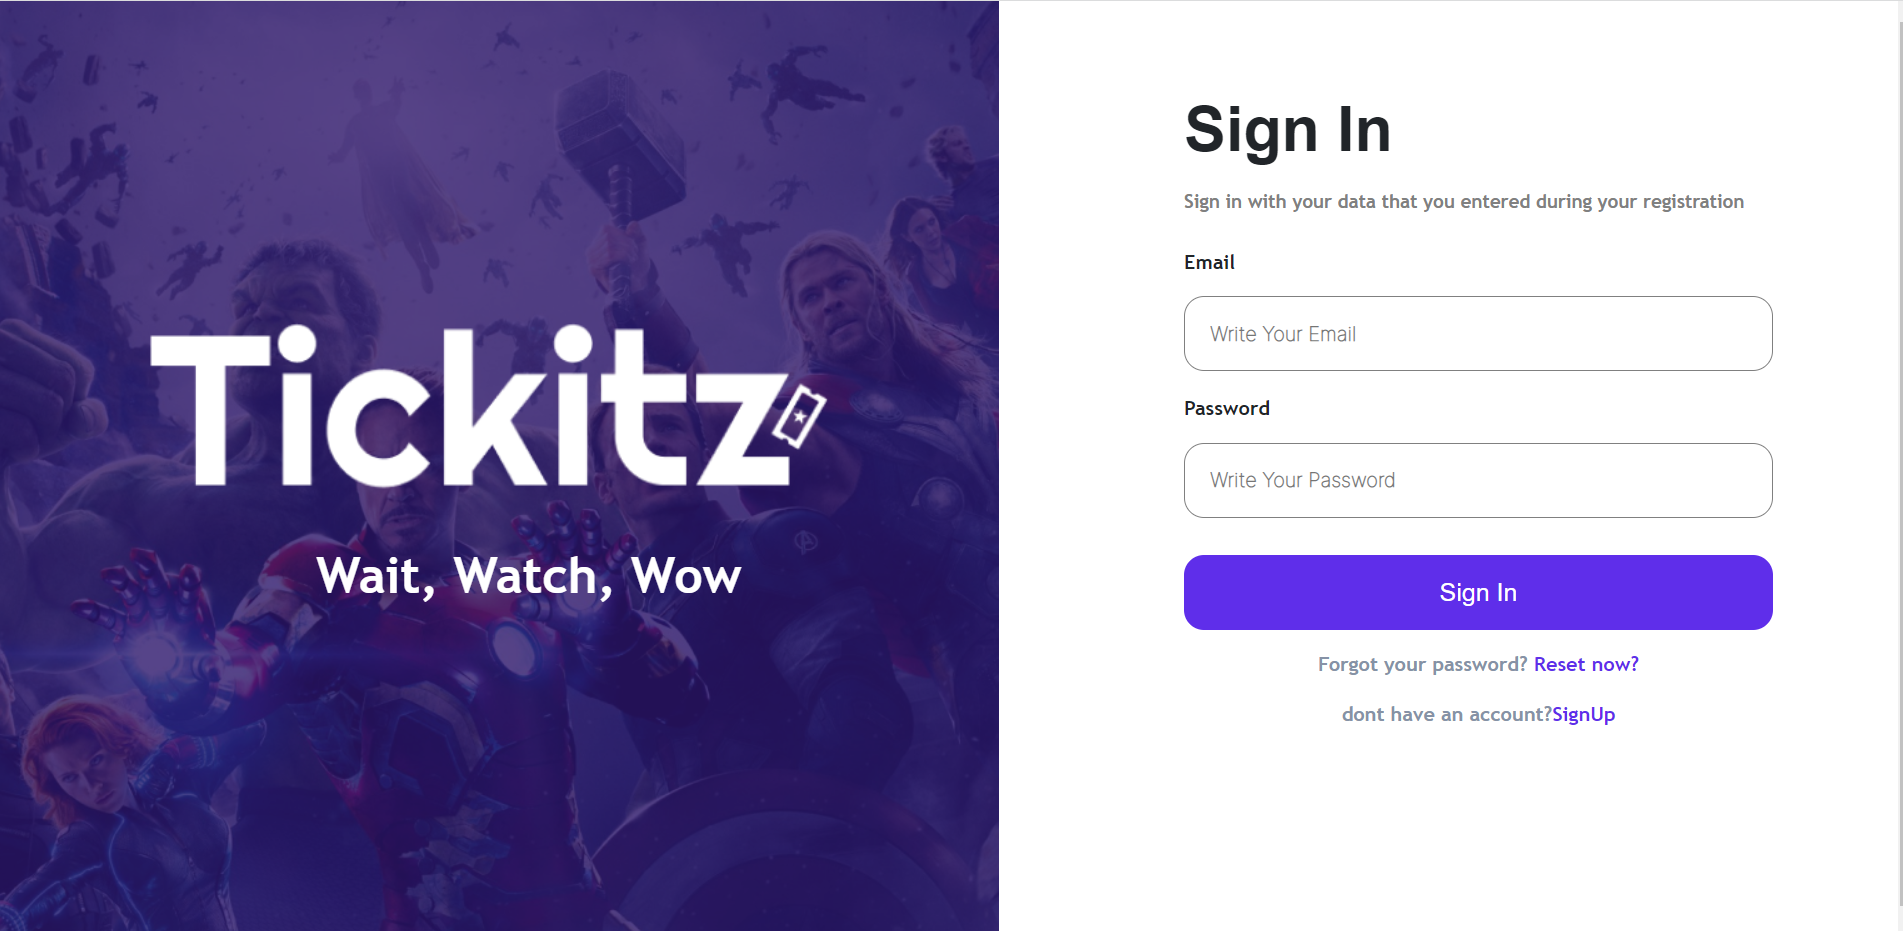 Tickitz
Wait, Watch, Wow
Sign In
Sign in with your data that you entered during your registration
Email
Write Your Email
Password
Write Your Password
Sign In
Forgot your password? Reset now?
dont have an account?SignUp